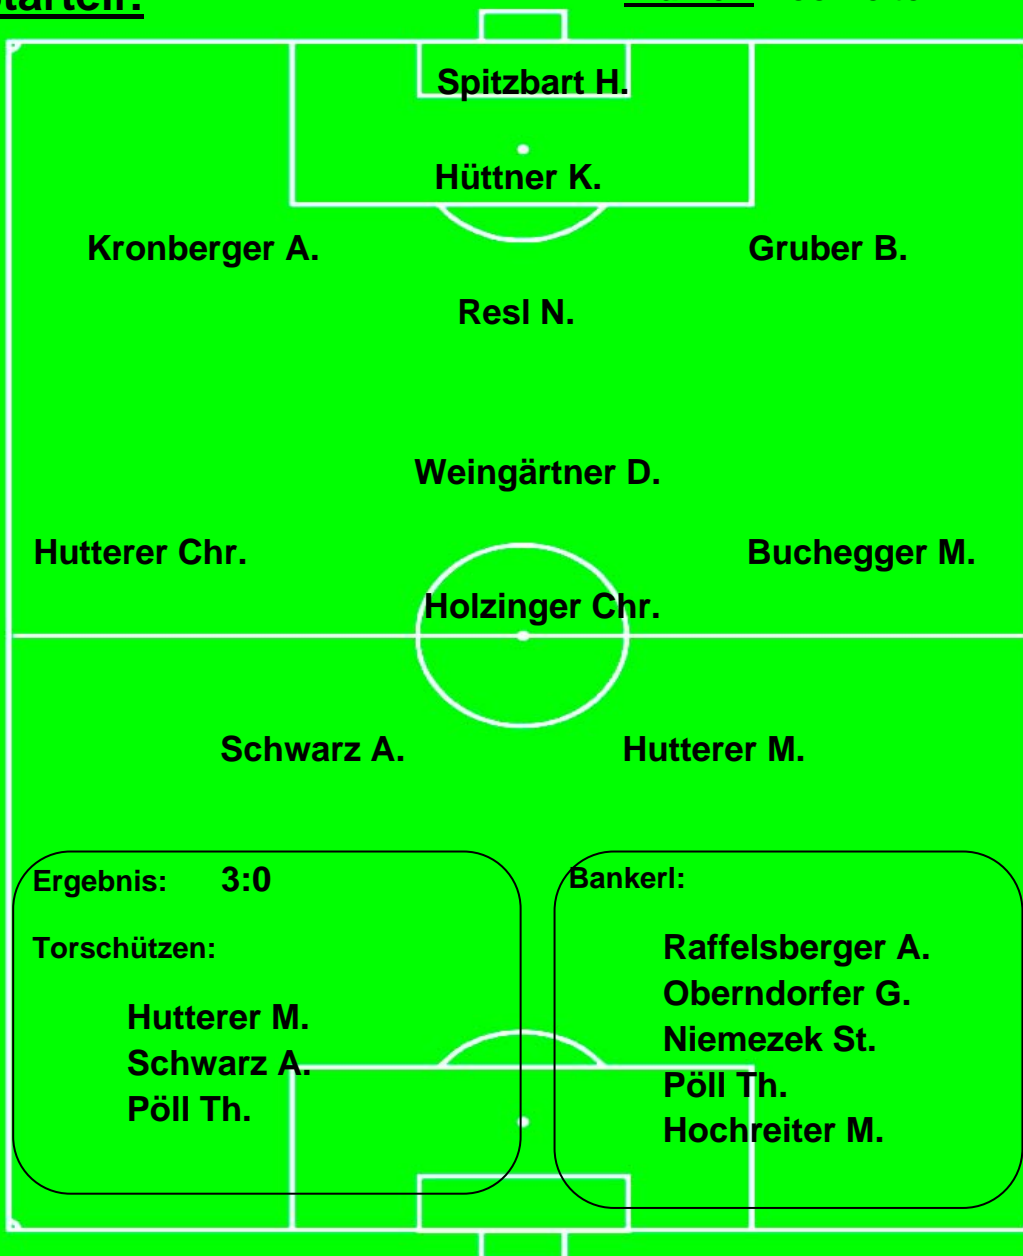 Spitzbart H.
Hüttner K.
Kronberger A.
Gruber B.
Resl N.
Weingärtner D.
Hutterer Chr.
Buchegger M.
Holzinger Chr.
Schwarz A.
Hutterer M.
Ergebnis: 3:0
Torschützen:
Hutterer M.
Schwarz A.
Pöll Th.
Bankerl:
Raffelsberger A.
Oberndorfer G.
Niemezek St.
Pöll Th.
Hochreiter M.